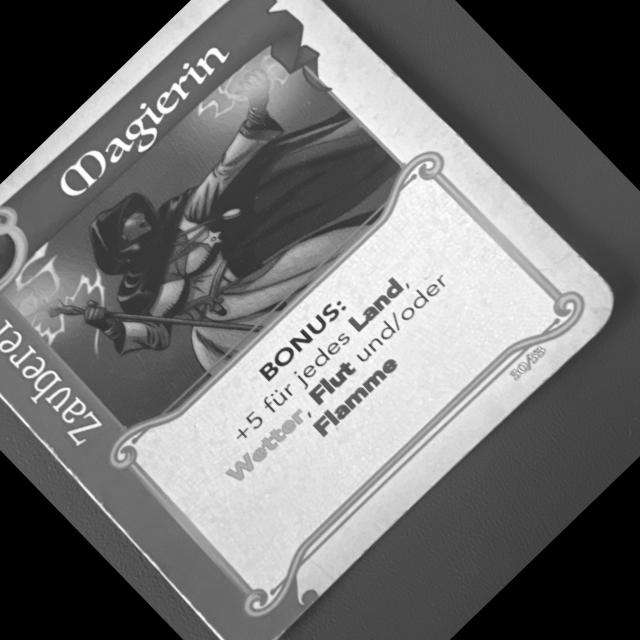 Magierin
Zauberer
BONUS:
+5 für jedes Land,
Wetter, Flut und/oder
Flamme